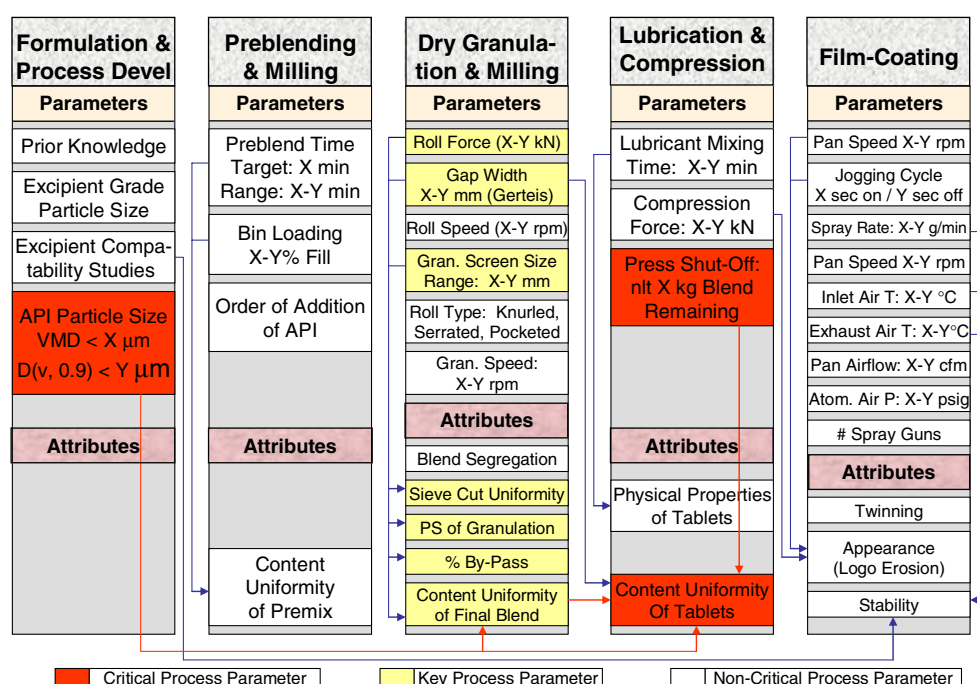 Formulation &
Process Devel
Parameters
Prior Knowledge
Excipient Grade
Particle Size
Excipient Compa-
tability Studies
API Particle Size
VMD < X μm
D(v, 0.9) < Y μm
Attributes
Preblending
& Milling
Parameters
Preblend Time
Target: X min
Range: X-Y min
Bin Loading
X-Y% Fill
Order of Addition
of API
Attributes
Content
Uniformity
of Premix
Dry Granula-
tion & Milling
Parameters
Roll Force (X-Y kN)
Gap Width
X-Y mm (Gerteis)
Roll Speed (X-Y rpm)
Gran. Screen Size
Range: X-Y mm
Roll Type: Knurled,
Serrated, Pocketed
Gran. Speed:
X-Y rpm
Attributes
Blend Segregation
Sieve Cut Uniformity
PS of Granulation
% By-Pass
Content Uniformity
of Final Blend
Lubrication &
Compression
Parameters
Lubricant Mixing
Time: X-Y min
Compression
Force: X-Y kN
Press Shut-Off:
nlt X kg Blend
Remaining
Attributes
Physical Properties
of Tablets
Content Uniformity
Of Tablets
Film-Coating
Parameters
Pan Speed X-Y rpm
Jogging Cycle
X sec on / Y sec off
Spray Rate: X-Y g/min
Pan Speed X-Y rpm
Inlet Air T: X-Y °C
Exhaust Air T: X-Y°C
Pan Airflow: X-Y cfm
Atom. Air P: X-Y psig
# Spray Guns
Attributes
Twinning
Appearance
(Logo Erosion)
Stability
Critical Process Parameter
Key Process Parameter
Non-Critical Process Parameter